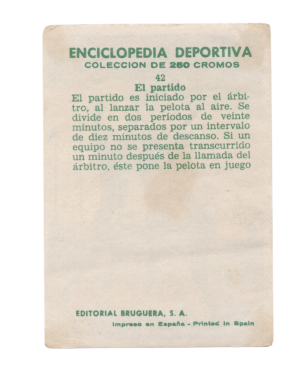 ENCICLOPEDIA DEPORTIVA
COLECCION DE 250 CROMOS
42
El partido
El partido es iniciado por el árbi-
tro, al lanzar la pelota al aire. Se
divide en dos períodos de veinte
minutos, separados por un intervalo
de diez minutos de descanso. Si un
equipo no se presenta transcurrido
un minuto después de la llamada del
árbitro, éste pone la pelota en juego
EDITORIAL BRUGUERA, S. A.
Impreso en España - Printed in Spain